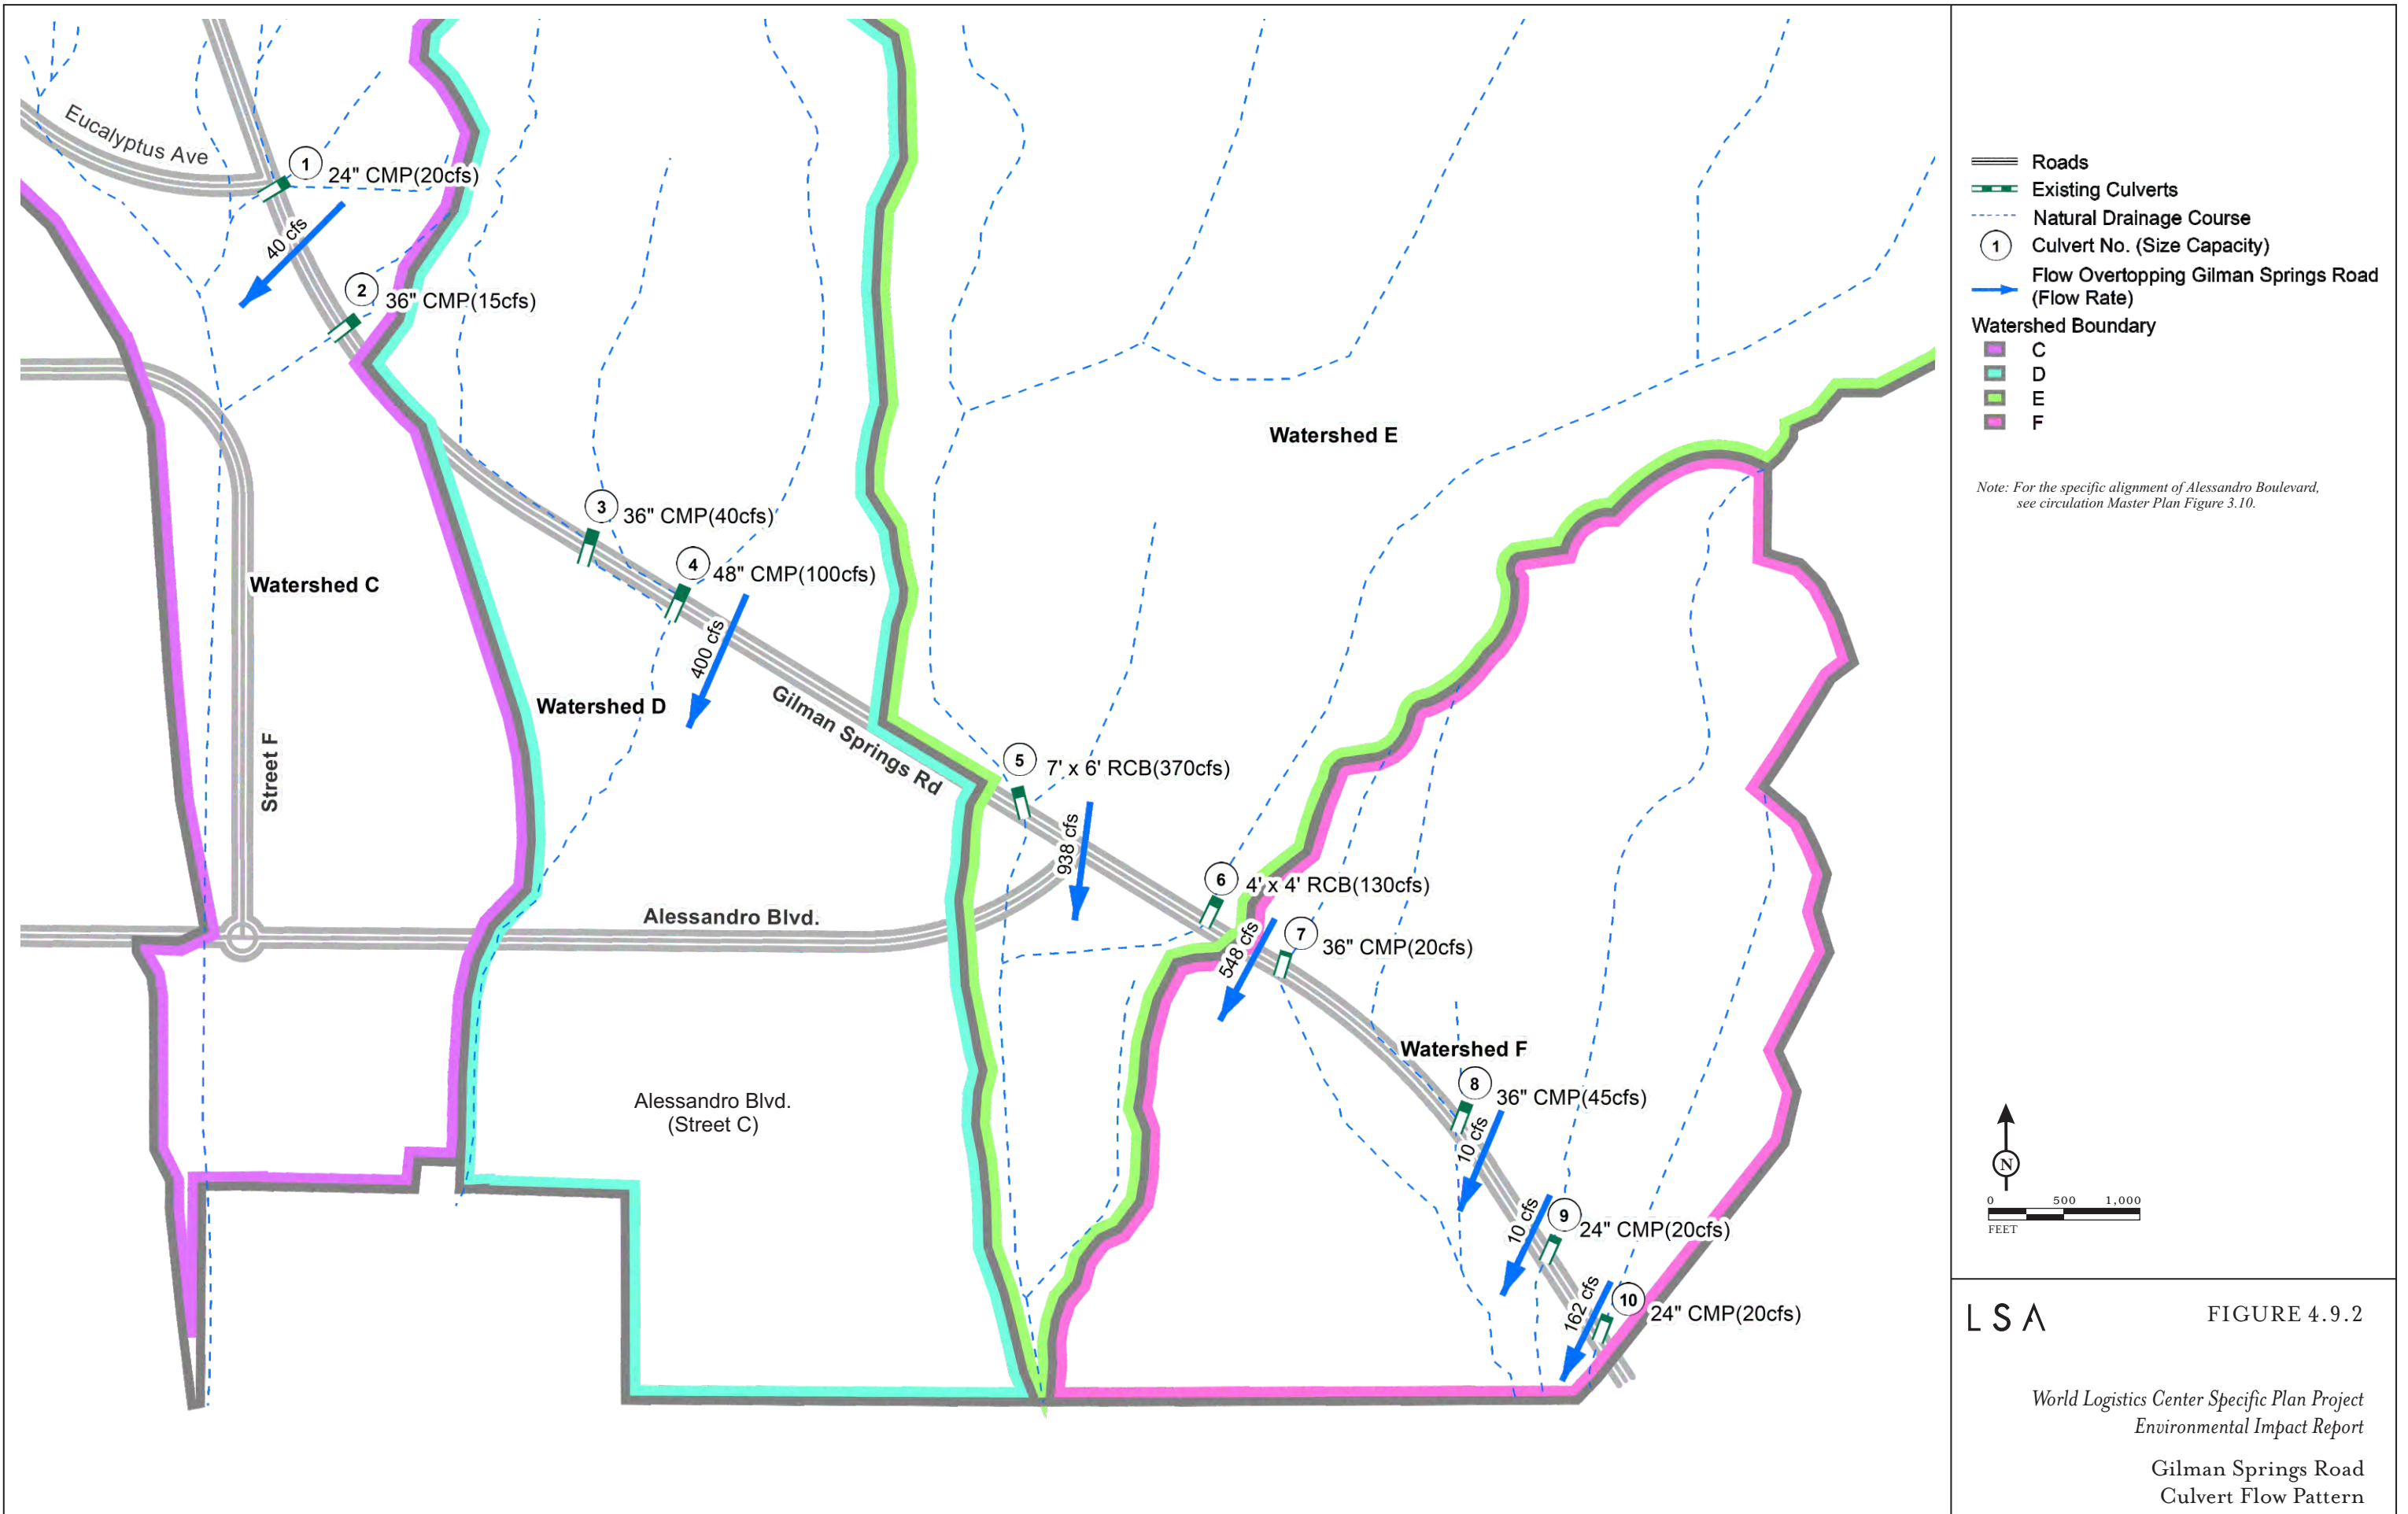 Eucalyptus Ave
1
24" CMP(20cfs)
40 cfs
2
36" CMP(15cfs)
Watershed E
3
36" CMP(40cfs)
4
48" CMP(100cfs)
Watershed C
400 cfs
Watershed D
Gilman Springs Rd
Street F
5
7' x 6' RCB(370cfs)
938 cfs
6
4' x 4' RCB(130cfs)
Alessandro Blvd.
7
36" CMP(20cfs)
548 cfs
Watershed F
8
36" CMP(45cfs)
10 cfs
Alessandro Blvd.
(Street C)
9
24" CMP(20cfs)
10 cfs
10
24" CMP(20cfs)
162 cfs
Roads
Existing Culverts
Natural Drainage Course
1
Culvert No. (Size Capacity)
Flow Overtopping Gilman Springs Road
(Flow Rate)
Watershed Boundary
C
D
E
F
Note: For the specific alignment of Alessandro Boulevard,
see circulation Master Plan Figure 3.10.
N
0 500 1,000
FEET
LSA
FIGURE 4.9.2
World Logistics Center Specific Plan Project
Environmental Impact Report
Gilman Springs Road
Culvert Flow Pattern